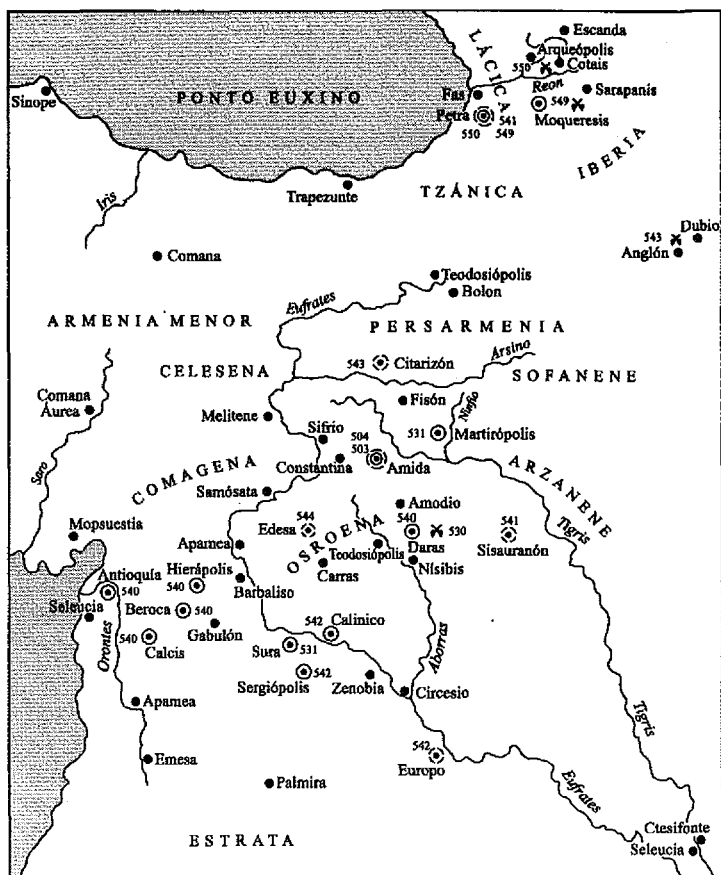 Escanda
LÁCICA
Arqueópolis
550
Cotais
Reon
Sinope
PONTO EUXINO
Fas
Sarapanis
549
Petra
541
550
549
Moqueresis
IBERIA
Trapezunte
TZÁNICA
Iris
Dubio
543
Anglón
Comana
Teodosiópolis
Bolon
Eufrates
ARMENIA MENOR
PERSARMENIA
Arsino
543
Citarizón
CELESENA
SOFANENE
Comana
Áurea
Fisón
Ninfio
Melitene
Sifrio
504
503
531
Martirópolis
Saro
Constantina
Amida
COMAGENA
ARZANENE
Samósata
Amodio
Mopsuestia
544
Edesa
540
530
541
Apamea
OSROENA
Daras
Sisauranón
Tigris
Teodosiópolis
Nísibis
Antioquía
540
Hierápolis
540
Carras
Barbaliso
Seleucia
Beroea
540
Gabulón
542
Calinico
Orontes
540
Calcis
Sura
531
Aborras
542
Sergiópolis
Zenobia
Circesio
Apamea
Tigris
542
Europo
Emesa
Palmira
Eufrates
Ctesifonte
Seleucia
ESTRATA